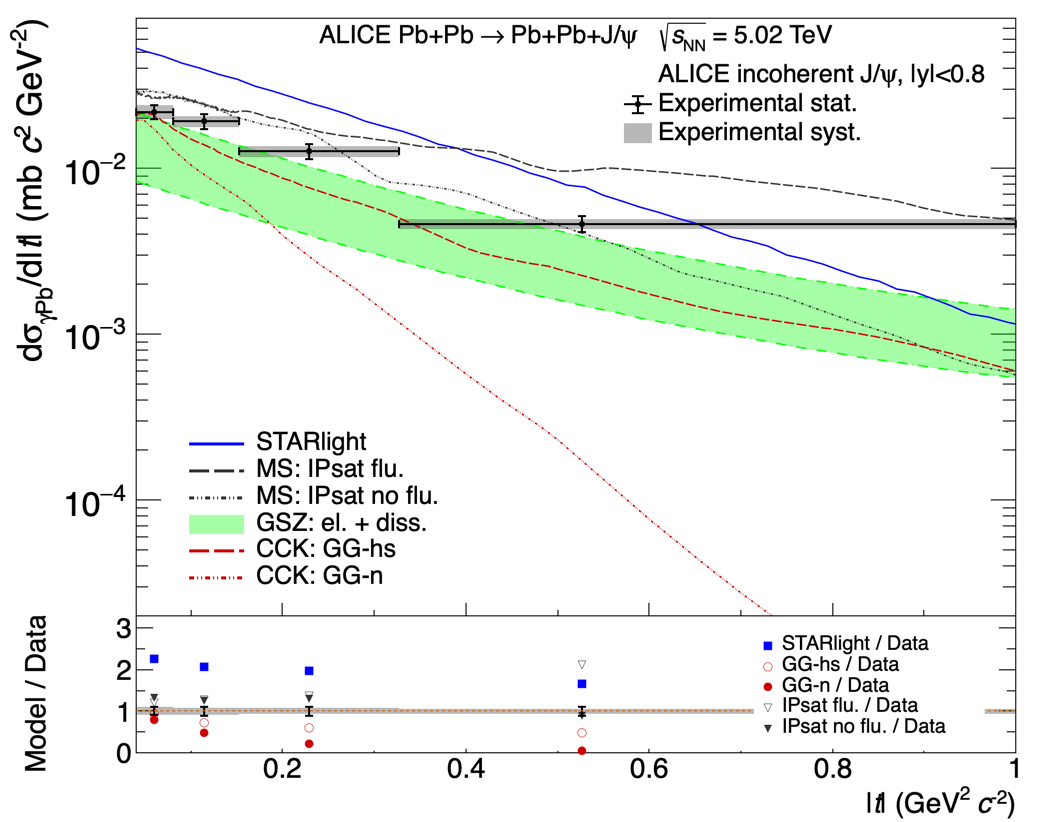 ALICE Pb+Pb → Pb+Pb+J/ψ √sNN = 5.02 TeV
ALICE incoherent J/ψ, |y|<0.8
Experimental stat.
Experimental syst.
dσγPb/d|t| (mb c² GeV⁻²)
10⁻²
10⁻³
10⁻⁴
STARlight
MS: IPsat flu.
MS: IPsat no flu.
GSZ: el. + diss.
CCK: GG-hs
CCK: GG-n
Model / Data
3
2
1
0
STARlight / Data
GG-hs / Data
GG-n / Data
IPsat flu. / Data
IPsat no flu. / Data
0.2 0.4 0.6 0.8 1
|t| (GeV² c⁻²)